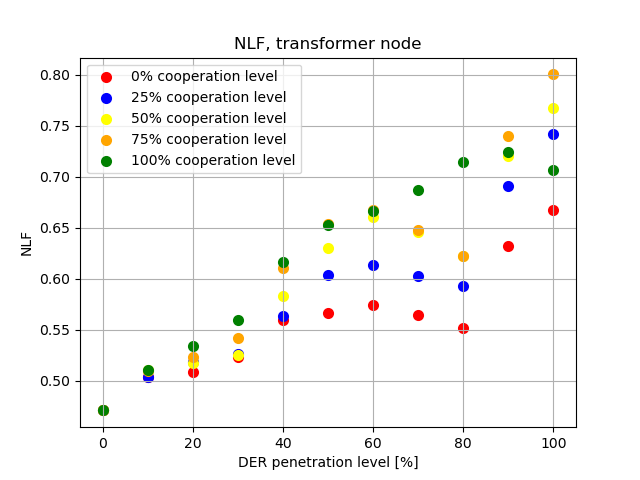 NLF, transformer node
0% cooperation level
25% cooperation level
50% cooperation level
75% cooperation level
100% cooperation level
0.80
0.75
0.70
0.65
0.60
0.55
0.50
NLF
0 20 40 60 80 100
DER penetration level [%]